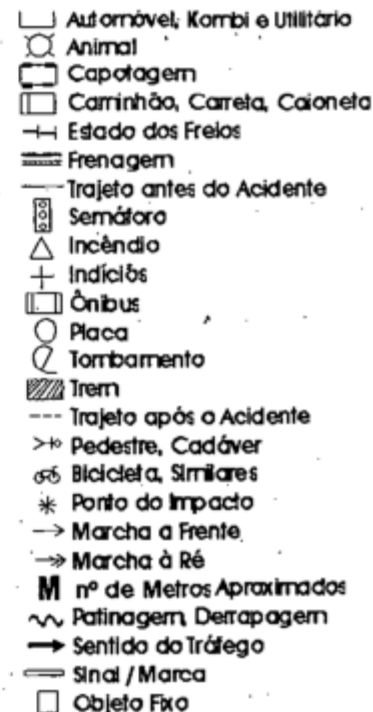 Automóvel, Kombi e Utilitário
Animal
Capotagem
Carrinhão, Carreta, Caioneta
Estado dos Freios
Frenagem
Trajeto antes do Acidente
Semáforo
Incêndio
Indícios
Ônibus
Placa
Tombamento
Trem
Trajeto após o Acidente
Pedestre, Cadáver
Bicicleta, Similares
Ponto do Impacto
Marcha a Frente
Marcha à Ré
M nº de Metros Aproximados
Patinagem, Derrapagem
Sentido do Tráfego
Sinal / Marca
Objeto Fixo